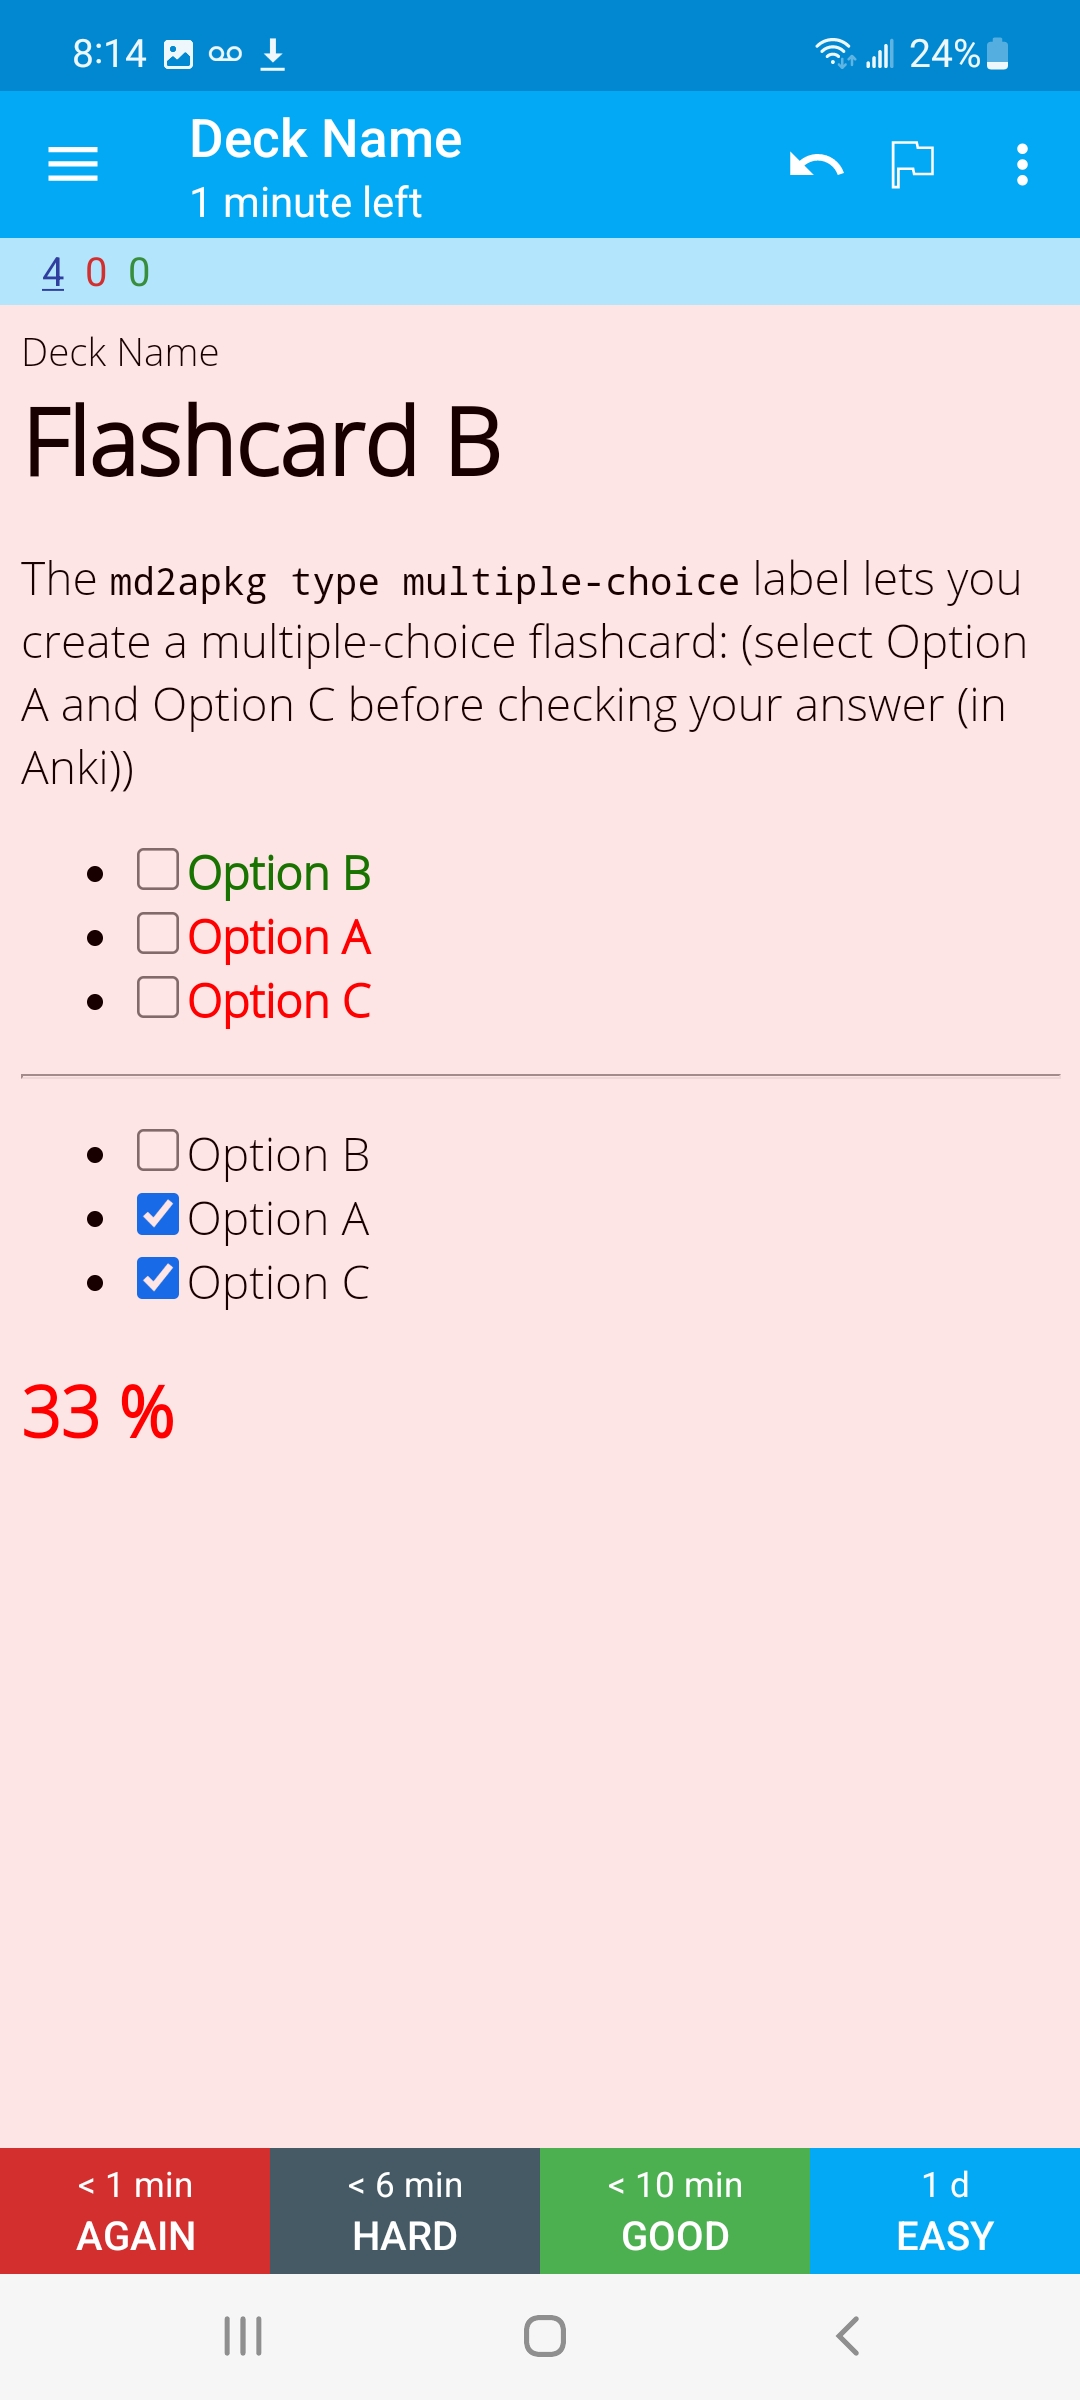 8:14 24%
Deck Name
1 minute left
4 0 0
Deck Name
Flashcard B
The md2apkg type multiple-choice label lets you
create a multiple-choice flashcard: (select Option
A and Option C before checking your answer (in
Anki))
Option B
Option A
Option C
Option B
Option A
Option C
33 %
< 1 min < 6 min < 10 min 1 d
AGAIN HARD GOOD EASY